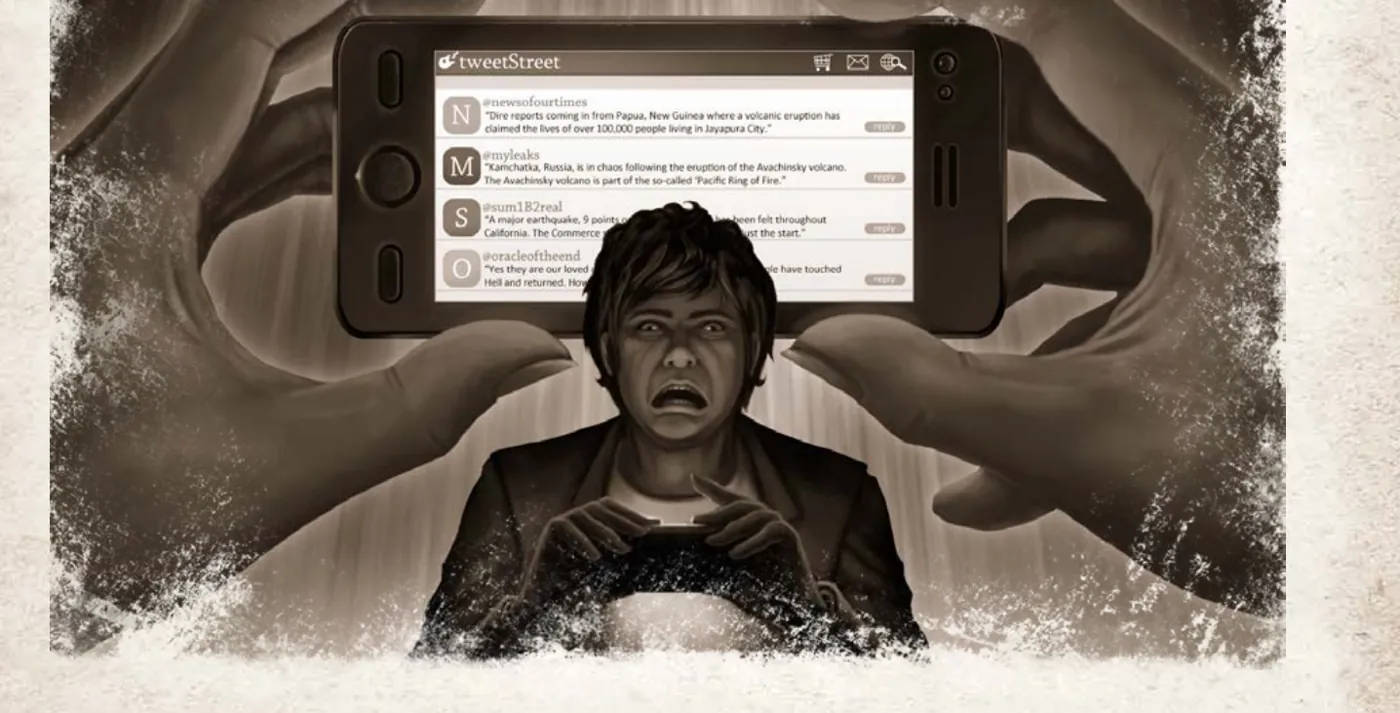 tweetStreet
N
@newsofourtimes
"Dire reports coming in from Papua, New Guinea where a volcanic eruption has
claimed the lives of over 100,000 people living in Jayapura City."
reply
M
@myleaks
"Kamchatka, Russia, is in chaos following the eruption of the Avachinsky volcano.
The Avachinsky volcano is part of the so-called 'Pacific Ring of Fire."
reply
S
@sum1B2real
"A major earthquake, 9 points been felt throughout
California. The Commerce just the start."
reply
O
@oracleoftheend
"Yes they are our loved have touched
Hell and returned.
reply